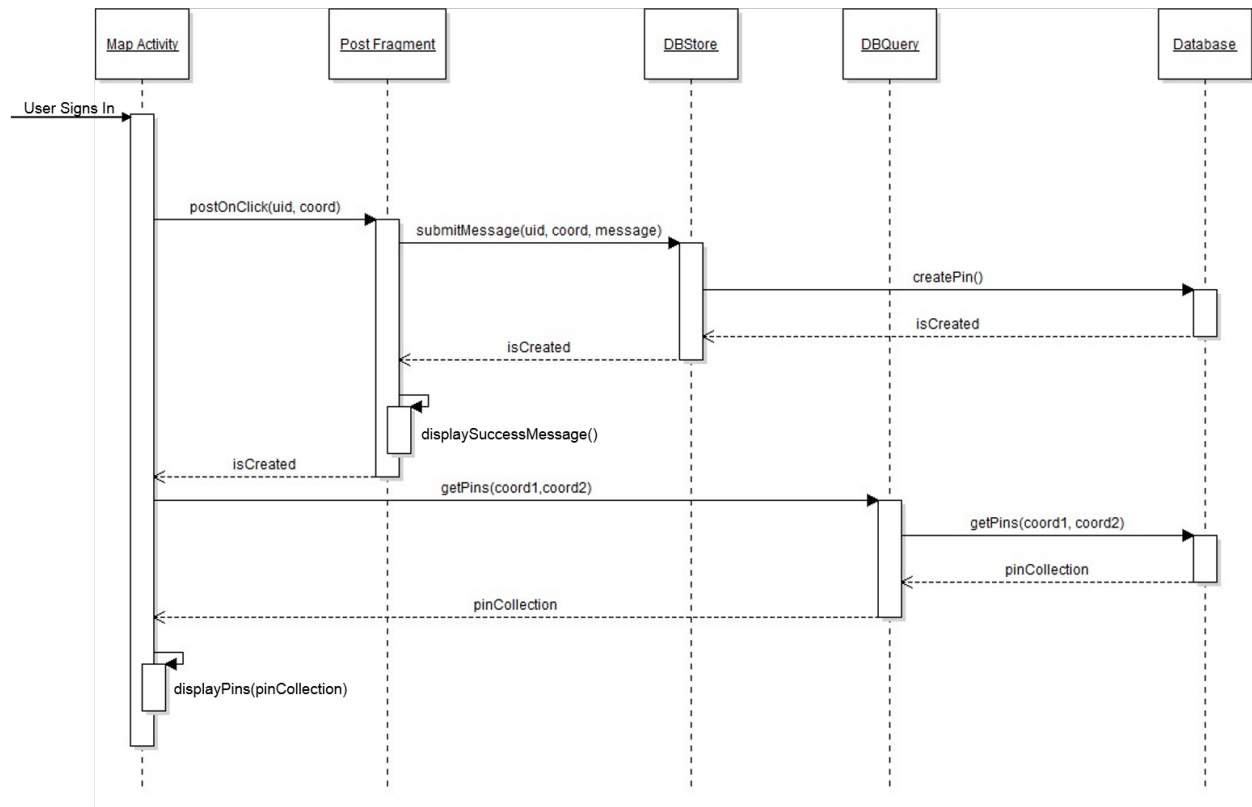 Map Activity
Post Fragment
DBStore
DBQuery
Database
User Signs In
postOnClick(uid, coord)
submitMessage(uid, coord, message)
createPin()
isCreated
isCreated
displaySuccessMessage()
isCreated
getPins(coord1,coord2)
getPins(coord1, coord2)
pinCollection
pinCollection
displayPins(pinCollection)